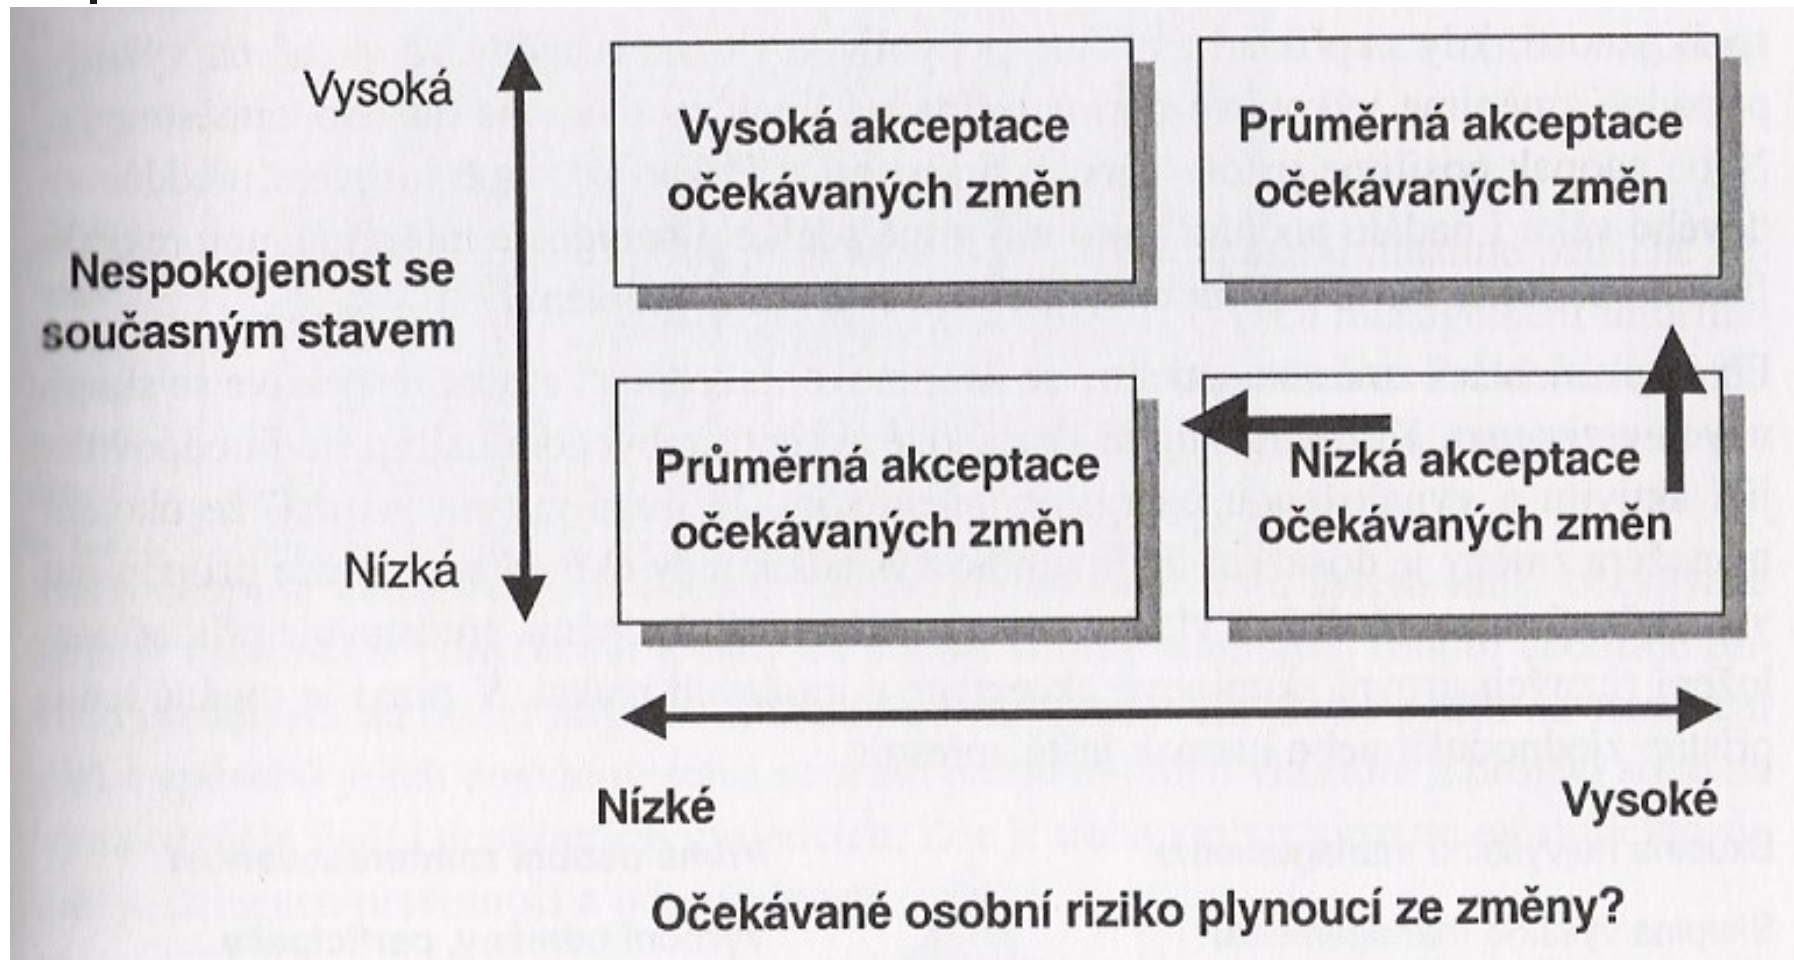 Vysoká
Vysoká akceptace
očekávaných změn
Průměrná akceptace
očekávaných změn
Nespokojenost se
současným stavem
Průměrná akceptace
očekávaných změn
Nízká akceptace
očekávaných změn
Nízká
Nízké
Vysoké
Očekávané osobní riziko plynoucí ze změny?